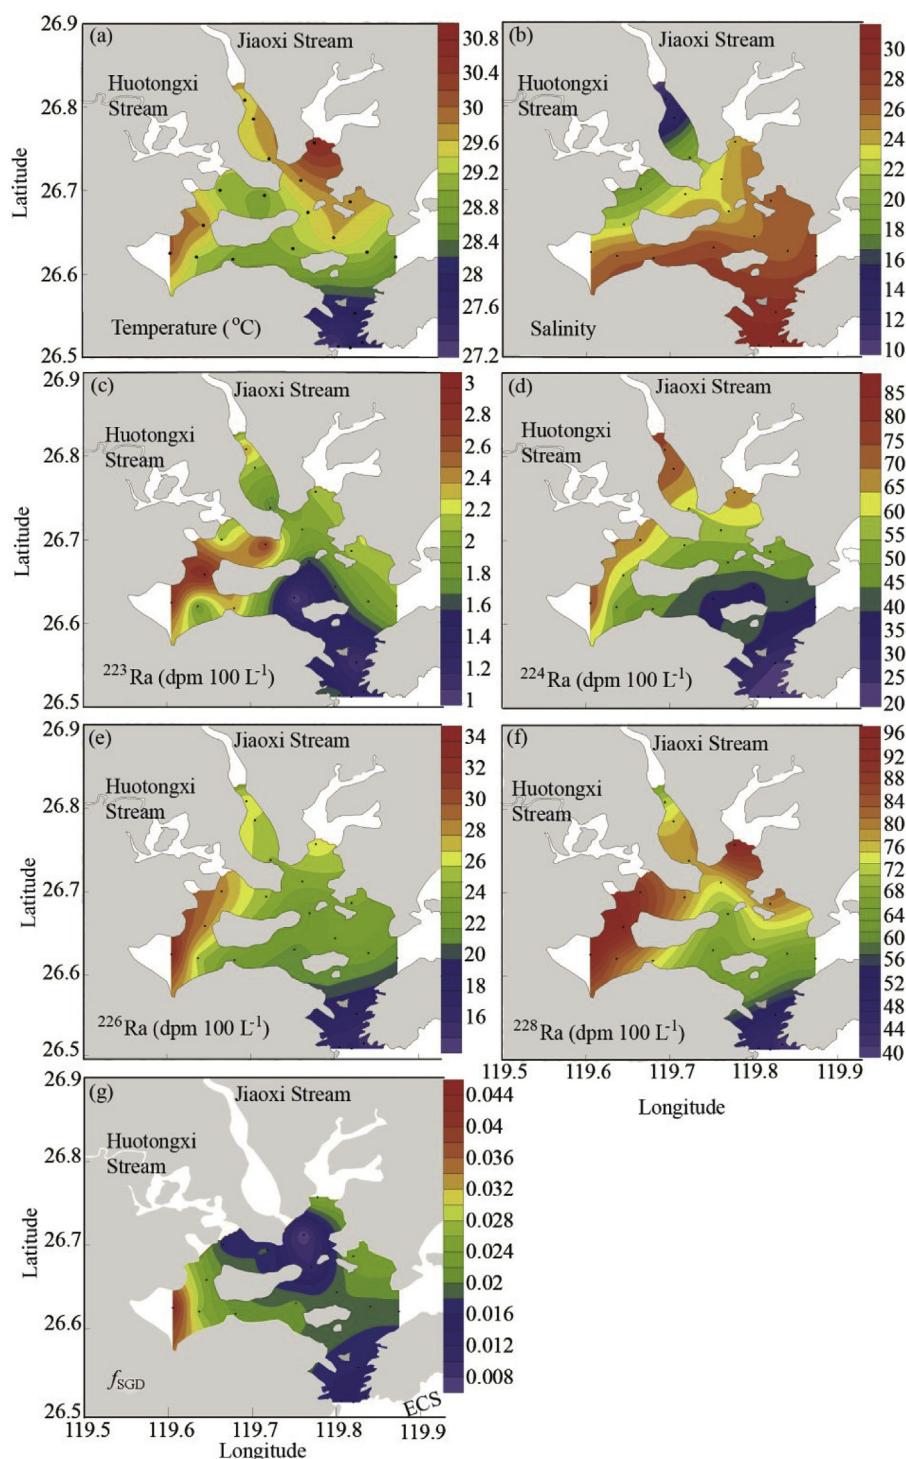 (a)
Jiaoxi Stream
Huotongxi
Stream
Temperature (°C)
26.9
26.8
26.7
26.6
26.5
Latitude
30.8
30.4
30
29.6
29.2
28.8
28.4
28
27.6
27.2
(b)
Jiaoxi Stream
Huotongxi
Stream
Salinity
30
28
26
24
22
20
18
16
14
12
10
(c)
Jiaoxi Stream
Huotongxi
Stream
223Ra (dpm 100 L-1)
26.9
26.8
26.7
26.6
26.5
Latitude
3
2.8
2.6
2.4
2.2
2
1.8
1.6
1.4
1.2
1
(d)
Jiaoxi Stream
Huotongxi
Stream
224Ra (dpm 100 L-1)
85
80
75
70
65
60
55
50
45
40
35
30
25
20
(e)
Jiaoxi Stream
Huotongxi
Stream
226Ra (dpm 100 L-1)
26.9
26.8
26.7
26.6
26.5
Latitude
34
32
30
28
26
24
22
20
18
16
(f)
Jiaoxi Stream
Huotongxi
Stream
228Ra (dpm 100 L-1)
96
92
88
84
80
76
72
68
64
60
56
52
48
44
40
119.5
119.6
119.7
119.8
119.9
Longitude
(g)
Jiaoxi Stream
Huotongxi
Stream
fSGD
ECS
26.9
26.8
26.7
26.6
26.5
Latitude
0.044
0.04
0.036
0.032
0.028
0.024
0.02
0.016
0.012
0.008
119.5
119.6
119.7
119.8
119.9
Longitude